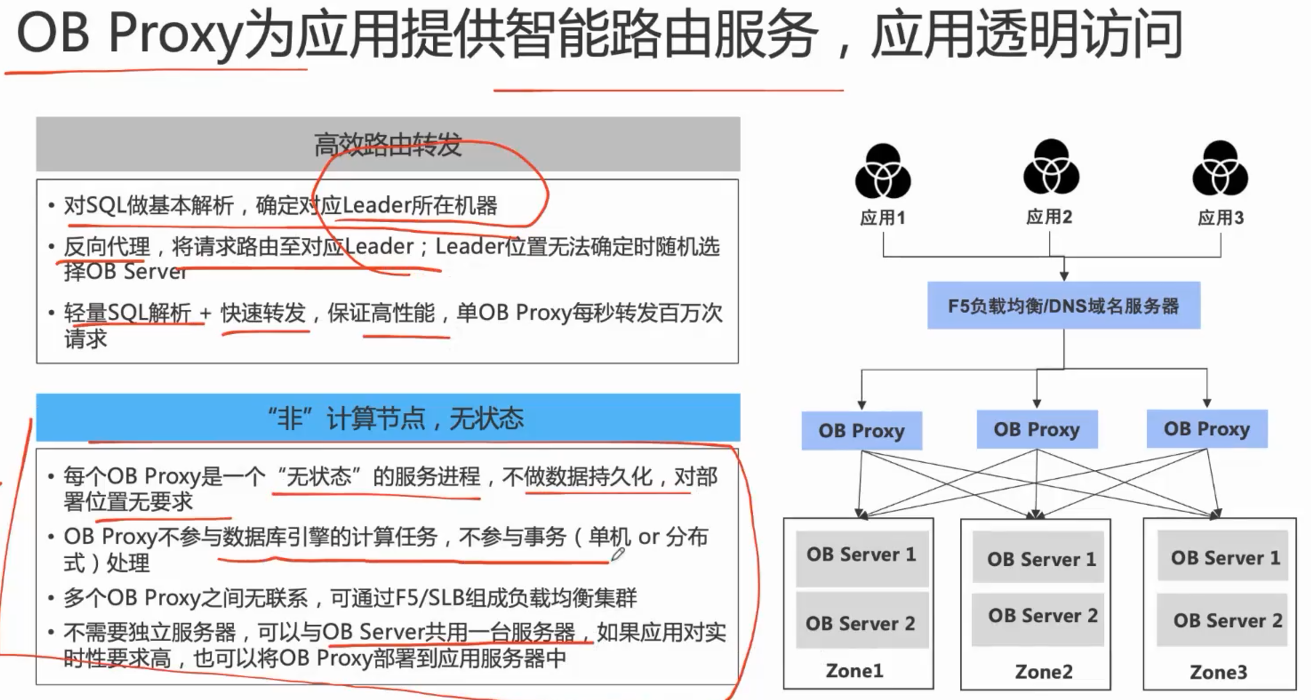 OB Proxy为应用提供智能路由服务，应用透明访问
高效路由转发
• 对SQL做基本解析，确定对应Leader所在机器
• 反向代理，将请求路由至对应Leader；Leader位置无法确定时随机选
择OB Server
• 轻量SQL解析 + 快速转发，保证高性能，单OB Proxy每秒转发百万次
请求
“非”计算节点，无状态
• 每个OB Proxy是一个“无状态”的服务进程，不做数据持久化，对部
署位置无要求
• OB Proxy不参与数据库引擎的计算任务，不参与事务（单机 or 分布
式）处理
• 多个OB Proxy之间无联系，可通过F5/SLB组成负载均衡集群
• 不需要独立服务器，可以与OB Server共用一台服务器，如果应用对实
时性要求高，也可以将OB Proxy部署到应用服务器中
应用1
应用2
应用3
F5负载均衡/DNS域名服务器
OB Proxy
OB Proxy
OB Proxy
OB Server 1
OB Server 2
Zone1
OB Server 1
OB Server 2
Zone2
OB Server 1
OB Server 2
Zone3